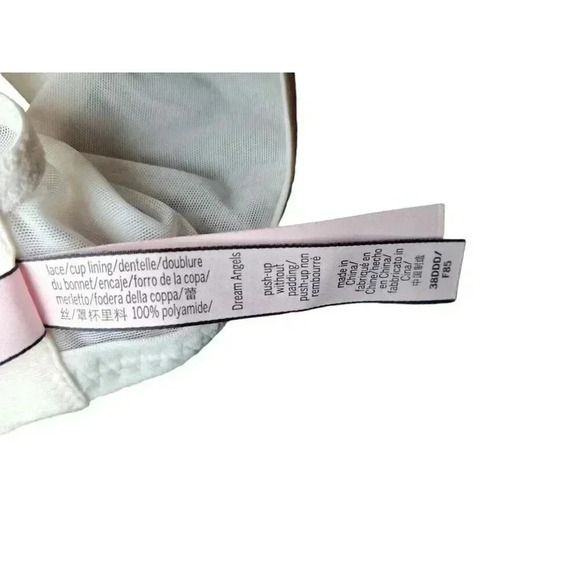 lace/cup lining/dentelle/doublure
du bonnet/encaje/forro de la copa/
merletto/fodera della coppa/蕾
丝/罩杯里料 100% polyamide/
Dream Angels
push-up
without
padding/
push-up non
rembourré
made in
China/
fabriqué en
Chine/hecho
en China/
fabricato in
Cina/
中国制造
38DDD/
F85